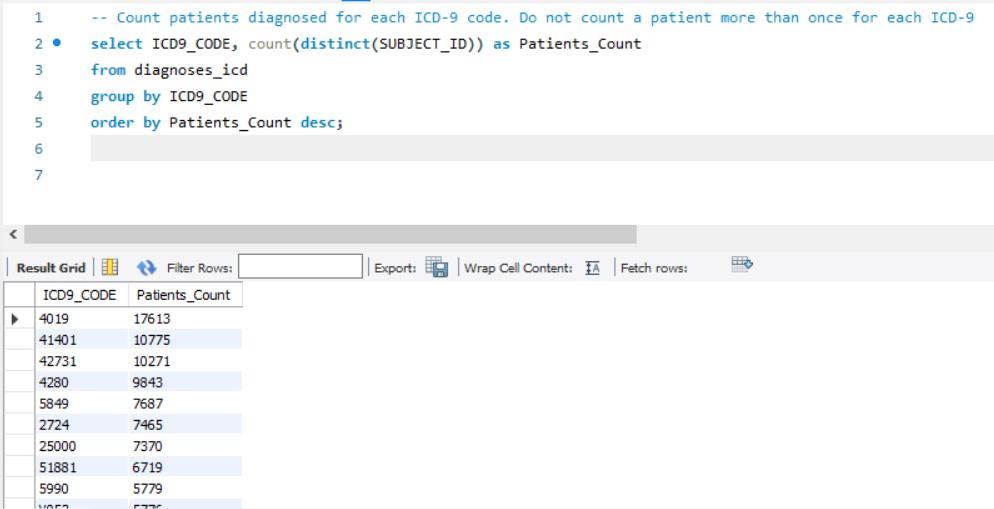 1 -- Count patients diagnosed for each ICD-9 code. Do not count a patient more than once for each ICD-9
2 select ICD9_CODE, count(distinct(SUBJECT_ID)) as Patients_Count
3 from diagnoses_icd
4 group by ICD9_CODE
5 order by Patients_Count desc;
6
7
Result Grid Filter Rows: Export: Wrap Cell Content: Fetch rows:
ICD9_CODE Patients_Count
4019 17613
41401 10775
42731 10271
4280 9843
5849 7687
2724 7465
25000 7370
51881 6719
5990 5779